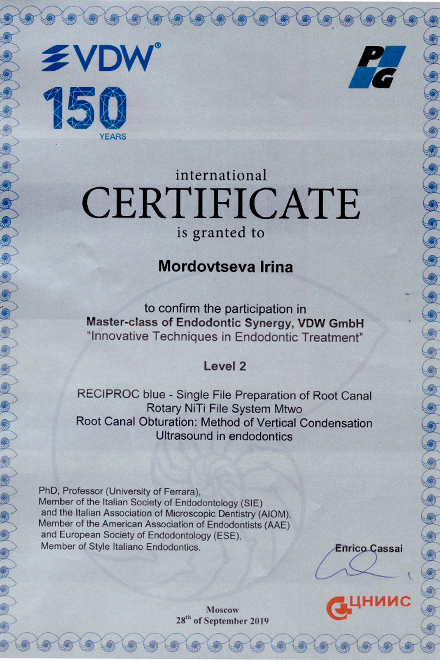 VDW®
PG
150
YEARS
international
CERTIFICATE
is granted to
Mordovtseva Irina
to confirm the participation in
Master-class of Endodontic Synergy, VDW GmbH
“Innovative Techniques in Endodontic Treatment”
Level 2
RECIPROC blue - Single File Preparation of Root Canal
Rotary NiTi File System Mtwo
Root Canal Obturation: Method of Vertical Condensation
Ultrasound in endodontics
PhD, Professor (University of Ferrara),
Member of the Italian Society of Endodontology (SIE)
and the Italian Association of Microscopic Dentistry (AIOM).
Member of the American Association of Endodontists (AAE)
and European Society of Endodontology (ESE).
Member of Style Italiano Endodontics.
Enrico Cassai
ЦНИИС
Moscow
28th of September 2019